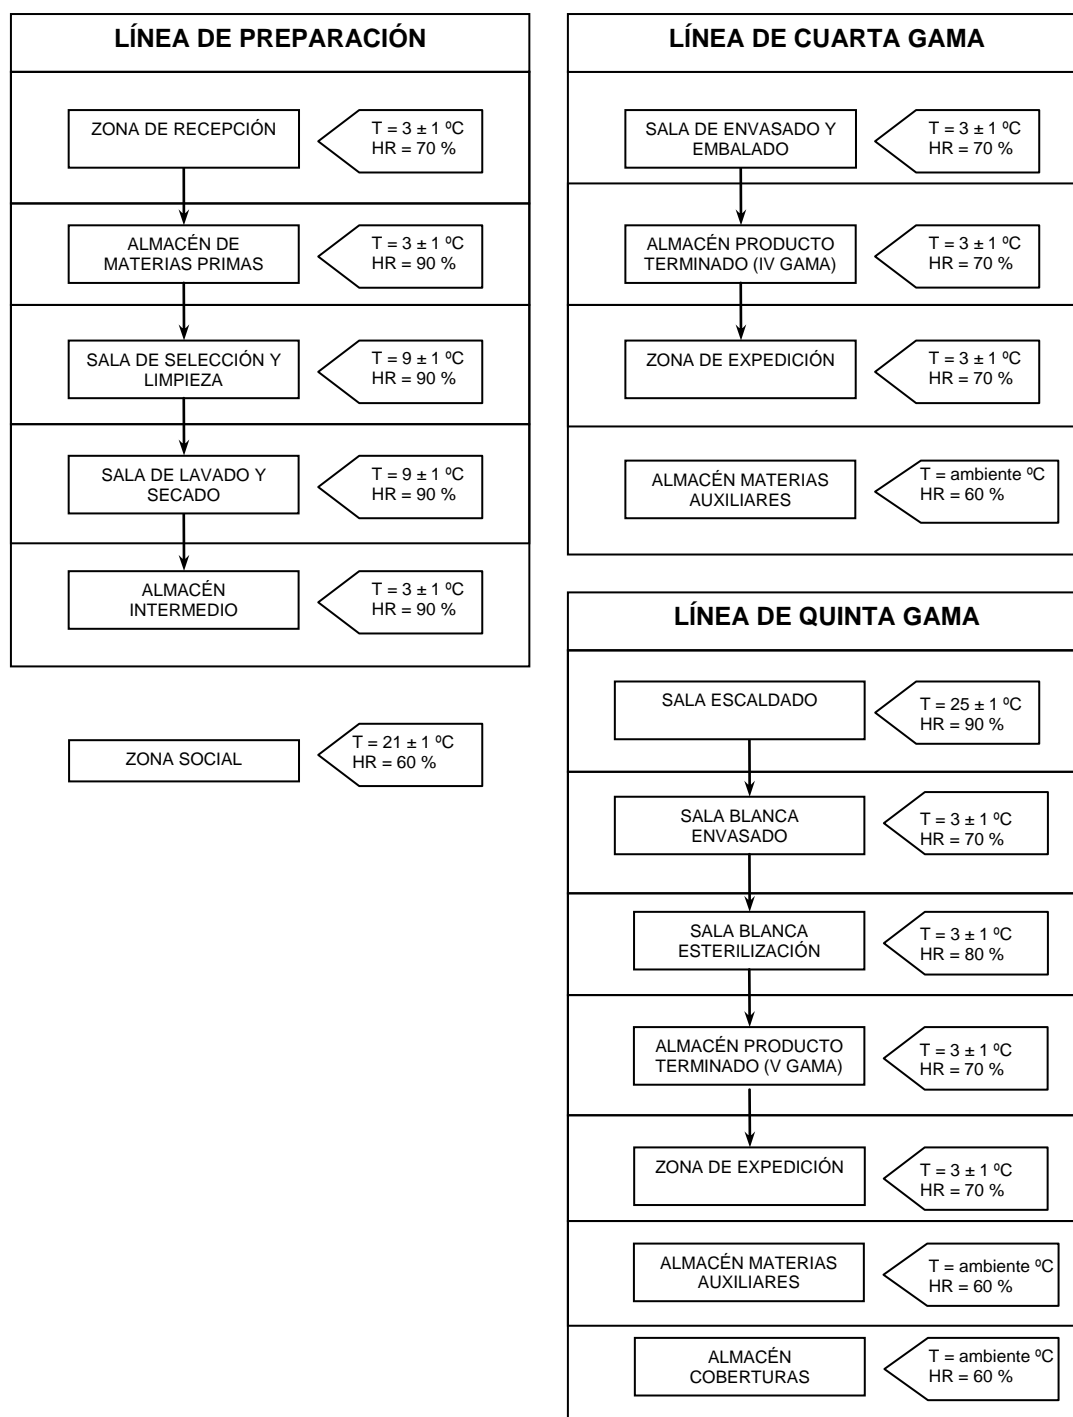 LÍNEA DE PREPARACIÓN
ZONA DE RECEPCIÓN
T = 3 ± 1 ºC
HR = 70 %
ALMACÉN DE
MATERIAS PRIMAS
T = 3 ± 1 ºC
HR = 90 %
SALA DE SELECCIÓN Y
LIMPIEZA
T = 9 ± 1 ºC
HR = 90 %
SALA DE LAVADO Y
SECADO
T = 9 ± 1 ºC
HR = 90 %
ALMACÉN
INTERMEDIO
T = 3 ± 1 ºC
HR = 90 %
ZONA SOCIAL
T = 21 ± 1 ºC
HR = 60 %
LÍNEA DE CUARTA GAMA
SALA DE ENVASADO Y
EMBALADO
T = 3 ± 1 ºC
HR = 70 %
ALMACÉN PRODUCTO
TERMINADO (IV GAMA)
T = 3 ± 1 ºC
HR = 70 %
ZONA DE EXPEDICIÓN
T = 3 ± 1 ºC
HR = 70 %
ALMACÉN MATERIAS
AUXILIARES
T = ambiente ºC
HR = 60 %
LÍNEA DE QUINTA GAMA
SALA ESCALDADO
T = 25 ± 1 ºC
HR = 90 %
SALA BLANCA
ENVASADO
T = 3 ± 1 ºC
HR = 70 %
SALA BLANCA
ESTERILIZACIÓN
T = 3 ± 1 ºC
HR = 80 %
ALMACÉN PRODUCTO
TERMINADO (V GAMA)
T = 3 ± 1 ºC
HR = 70 %
ZONA DE EXPEDICIÓN
T = 3 ± 1 ºC
HR = 70 %
ALMACÉN MATERIAS
AUXILIARES
T = ambiente ºC
HR = 60 %
ALMACÉN
COBERTURAS
T = ambiente ºC
HR = 60 %